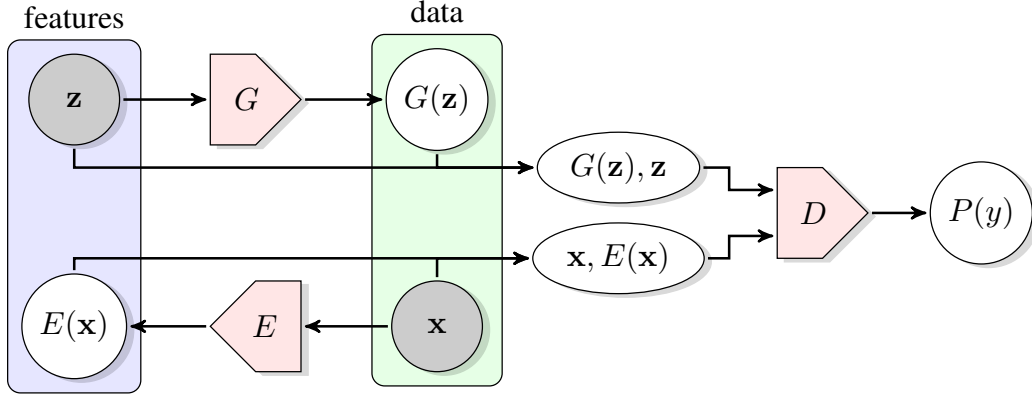 features
data
z
G
G(z)
G(z), z
D
P(y)
x, E(x)
E(x)
E
x